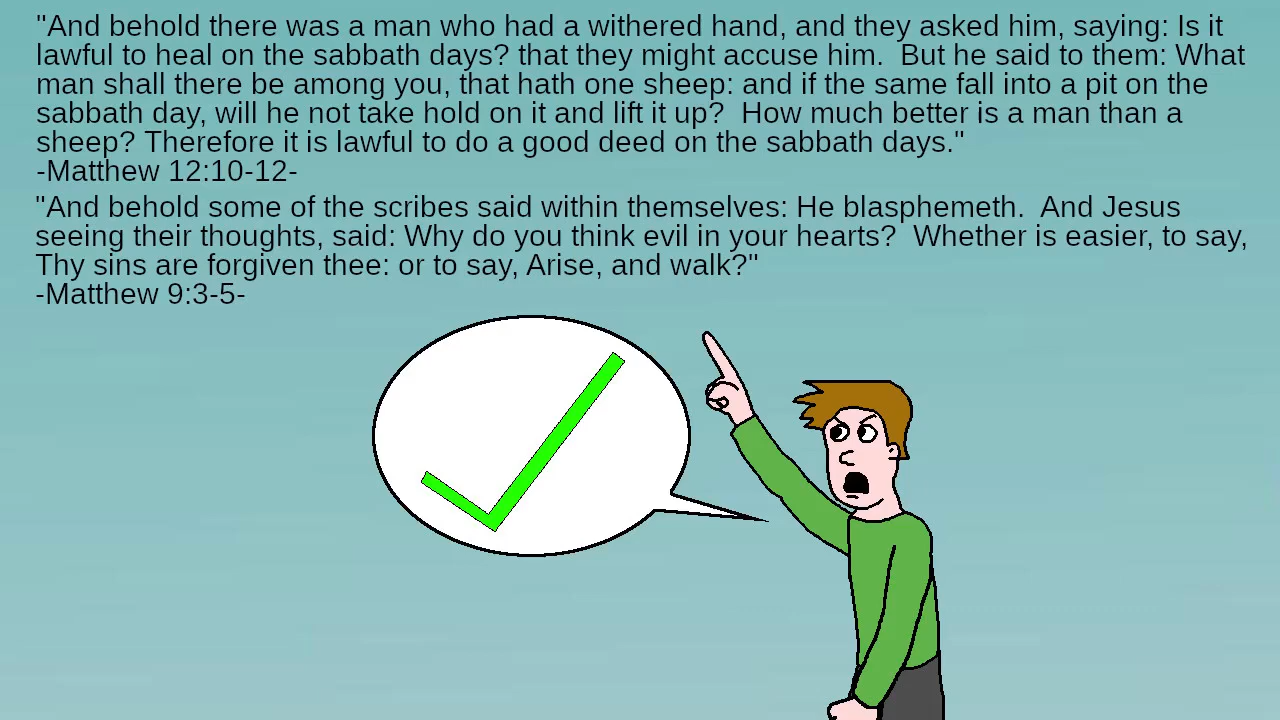 "And behold there was a man who had a withered hand, and they asked him, saying: Is it
lawful to heal on the sabbath days? that they might accuse him.  But he said to them: What
man shall there be among you, that hath one sheep: and if the same fall into a pit on the
sabbath day, will he not take hold on it and lift it up?  How much better is a man than a
sheep? Therefore it is lawful to do a good deed on the sabbath days."
-Matthew 12:10-12-
"And behold some of the scribes said within themselves: He blasphemeth.  And Jesus
seeing their thoughts, said: Why do you think evil in your hearts?  Whether is easier, to say,
Thy sins are forgiven thee: or to say, Arise, and walk?"
-Matthew 9:3-5-